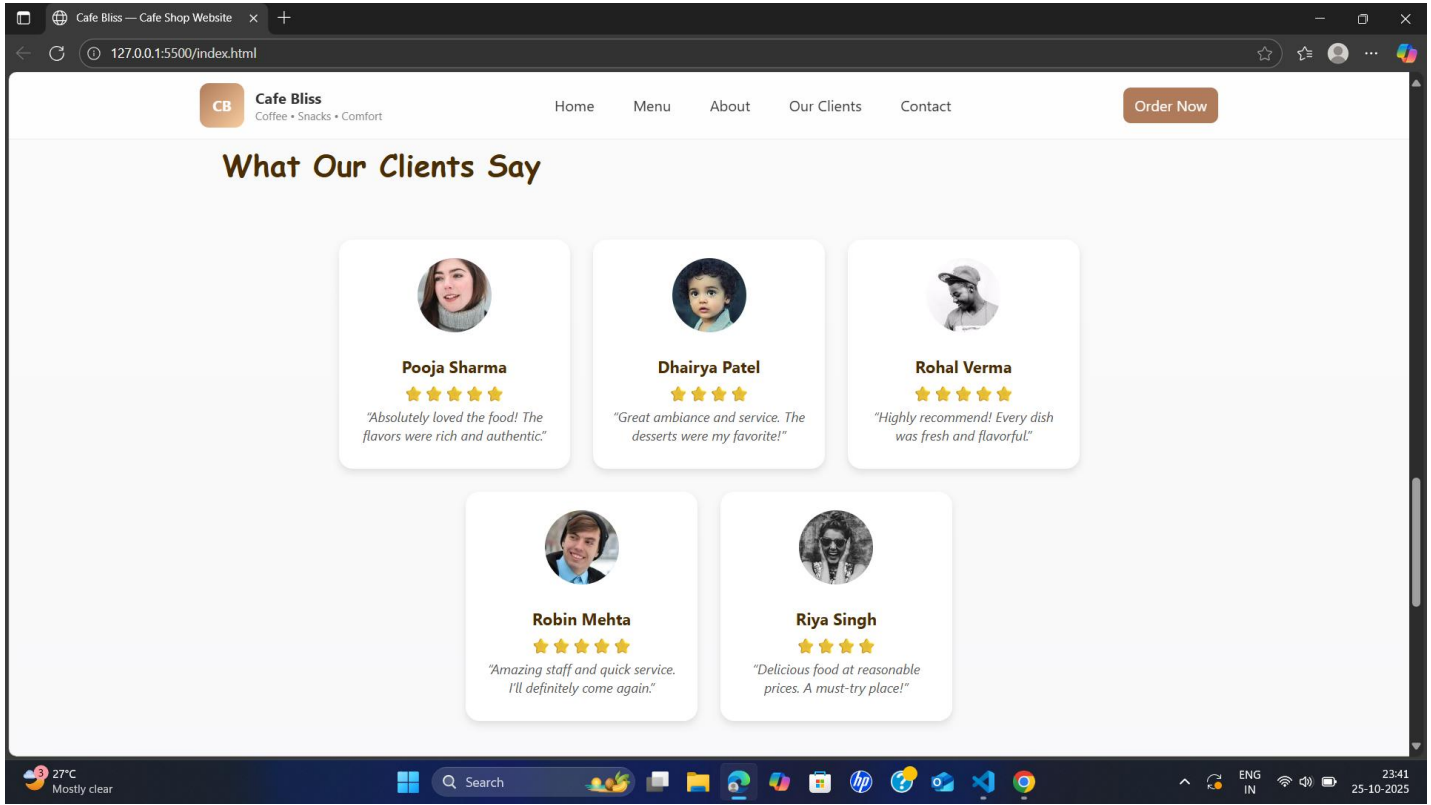 Cafe Bliss — Cafe Shop Website
127.0.0.1:5500/index.html
CB
Cafe Bliss
Coffee • Snacks • Comfort
Home
Menu
About
Our Clients
Contact
Order Now
What Our Clients Say
Pooja Sharma
"Absolutely loved the food! The
flavors were rich and authentic."
Dhairya Patel
"Great ambiance and service. The
desserts were my favorite!"
Rohal Verma
"Highly recommend! Every dish
was fresh and flavorful."
Robin Mehta
"Amazing staff and quick service.
I'll definitely come again."
Riya Singh
"Delicious food at reasonable
prices. A must-try place!"
3
27°C
Mostly clear
Search
hp
ENG
IN
23:41
25-10-2025